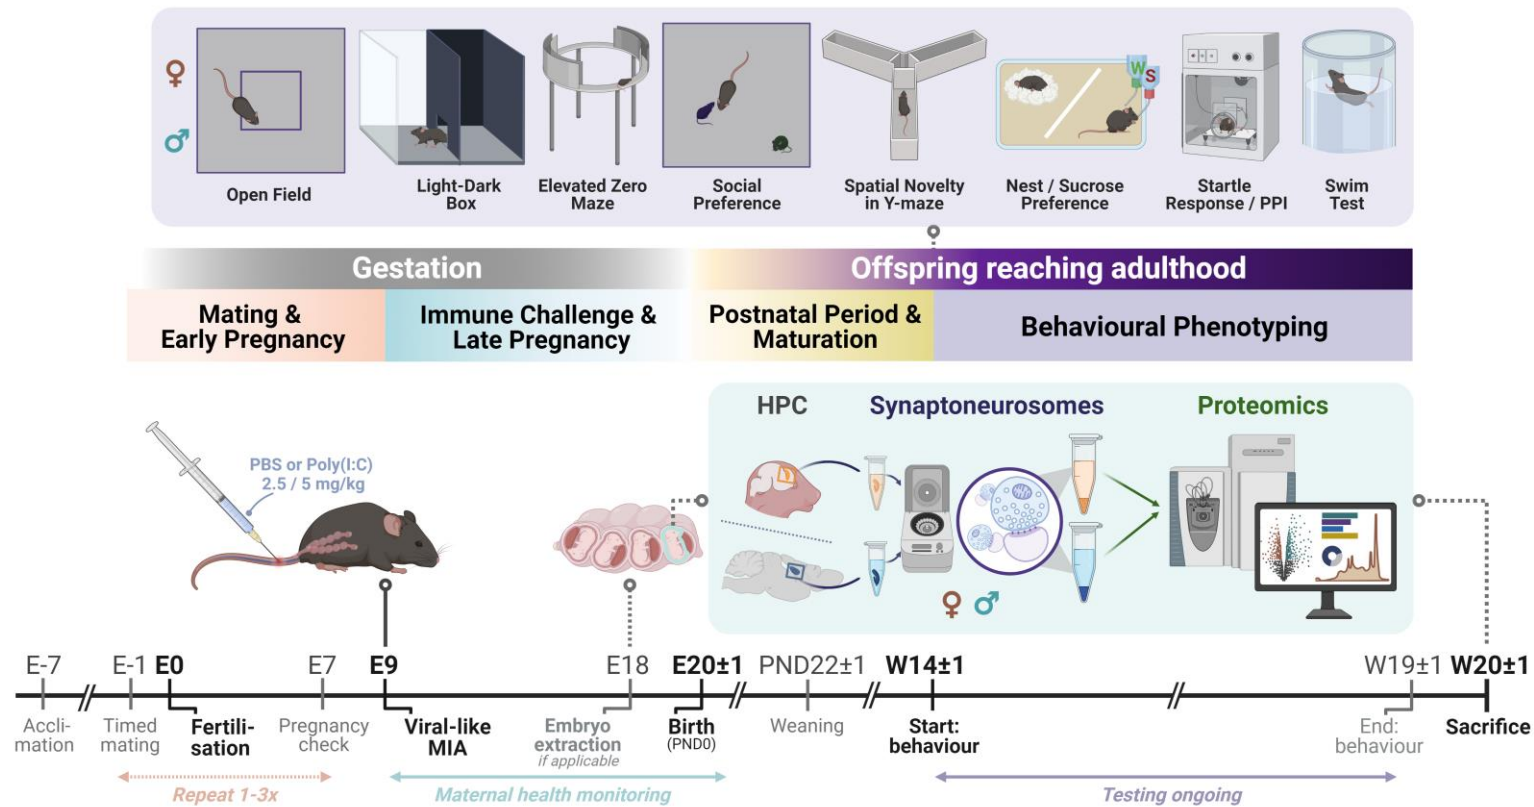 ♀
♂
W
S
Open Field
Light-Dark
Box
Elevated Zero
Maze
Social
Preference
Spatial Novelty
in Y-maze
Nest / Sucrose
Preference
Startle
Response / PPI
Swim
Test
Gestation
Offspring reaching adulthood
Mating &
Early Pregnancy
Immune Challenge &
Late Pregnancy
Postnatal Period &
Maturation
Behavioural Phenotyping
PBS or Poly(I:C)
2.5 / 5 mg/kg
HPC
Synaptoneurosomes
Proteomics
♀ ♂
E-7
E-1
E0
E7
E9
E18
E20±1
PND22±1
W14±1
W19±1
W20±1
Accli-
mation
Timed
mating
Fertili-
sation
Pregnancy
check
Viral-like
MIA
Embryo
extraction
if applicable
Birth
(PND0)
Weaning
Start:
behaviour
End:
behaviour
Sacrifice
Repeat 1-3x
Maternal health monitoring
Testing ongoing